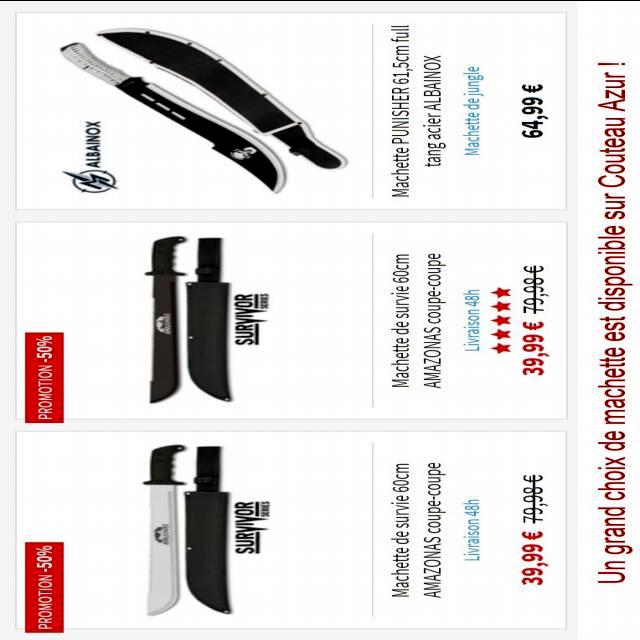 PROMOTION -50%
SURVIVOR
SERIES
Machette de survie 60cm
AMAZONAS coupe-coupe
Livraison 48h
39,99 € 79,98 €
PROMOTION -50%
SURVIVOR
SERIES
Machette de survie 60cm
AMAZONAS coupe-coupe
Livraison 48h
39,99 € 79,98 €
ALBAINOX
Machette PUNISHER 61,5cm full
tang acier ALBAINOX
Machette de jungle
64,99 €
Un grand choix de machette est disponible sur Couteau Azur !